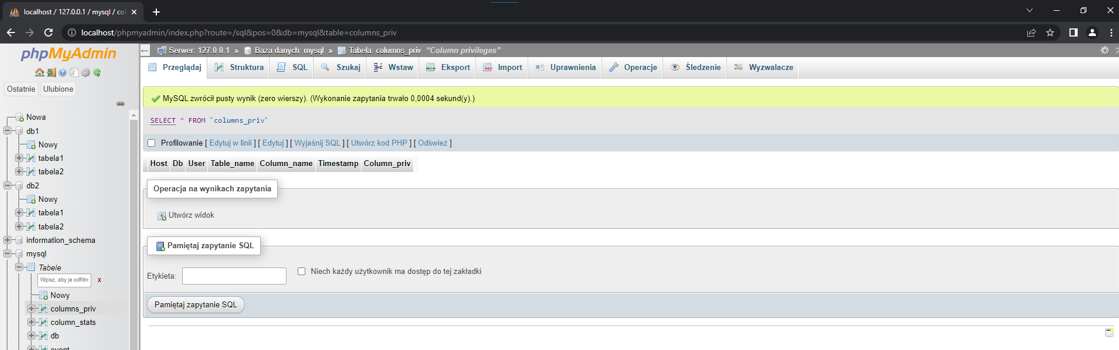 localhost / 127.0.0.1 / mysql / col
localhost/phpmyadmin/index.php?route=/sql&pos=0&db=mysql&table=columns_priv
phpMyAdmin
Ostatnie Ulubione
Nowa
db1
Nowy
tabela1
tabela2
db2
Nowy
tabela1
tabela2
information_schema
mysql
Tabele
Wpisz, aby je odfiltr x
Nowy
columns_priv
column_stats
db
event
Serwer: 127.0.0.1 » Baza danych: mysql » Tabela: columns_priv "Column privileges"
Przeglądaj Struktura SQL Szukaj Wstaw Eksport Import Uprawnienia Operacje Śledzenie Wyzwalacze
MySQL zwrócił pusty wynik (zero wierszy). (Wykonanie zapytania trwało 0,0004 sekund(y).)
SELECT * FROM `columns_priv`
Profilowanie [ Edytuj w linii ] [ Edytuj ] [ Wyjaśnij SQL ] [ Utwórz kod PHP ] [ Odśwież ]
Host Db User Table_name Column_name Timestamp Column_priv
Operacja na wynikach zapytania
Utwórz widok
Pamiętaj zapytanie SQL
Etykieta: Niech każdy użytkownik ma dostęp do tej zakładki
Pamiętaj zapytanie SQL